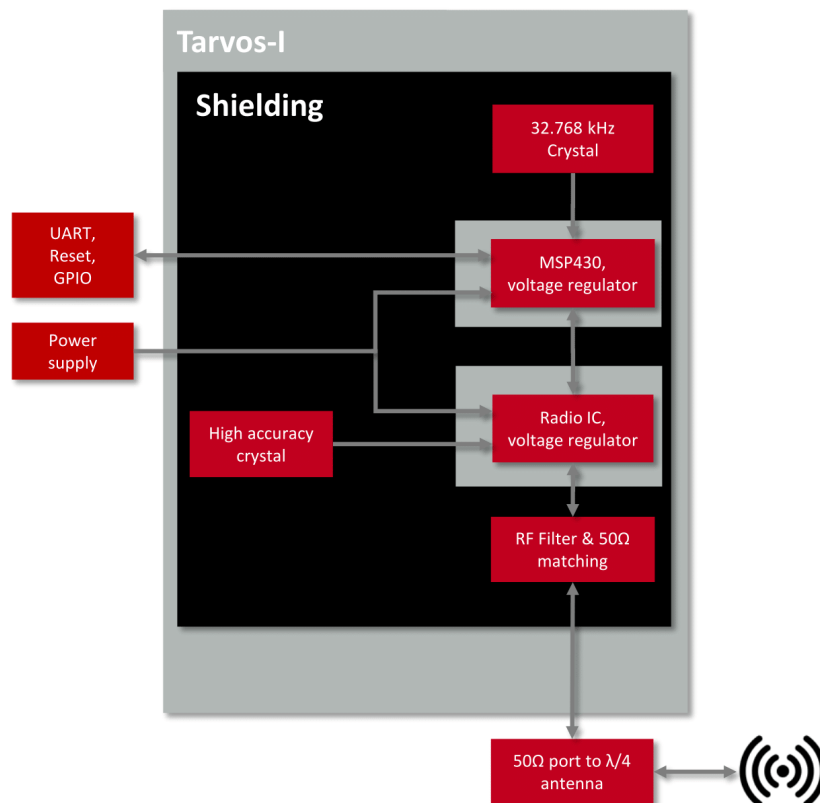 Tarvos-I
Shielding
32.768 kHz
Crystal
UART,
Reset,
GPIO
MSP430,
voltage regulator
Power
supply
High accuracy
crystal
Radio IC,
voltage regulator
RF Filter & 50Ω
matching
50Ω port to λ/4
antenna